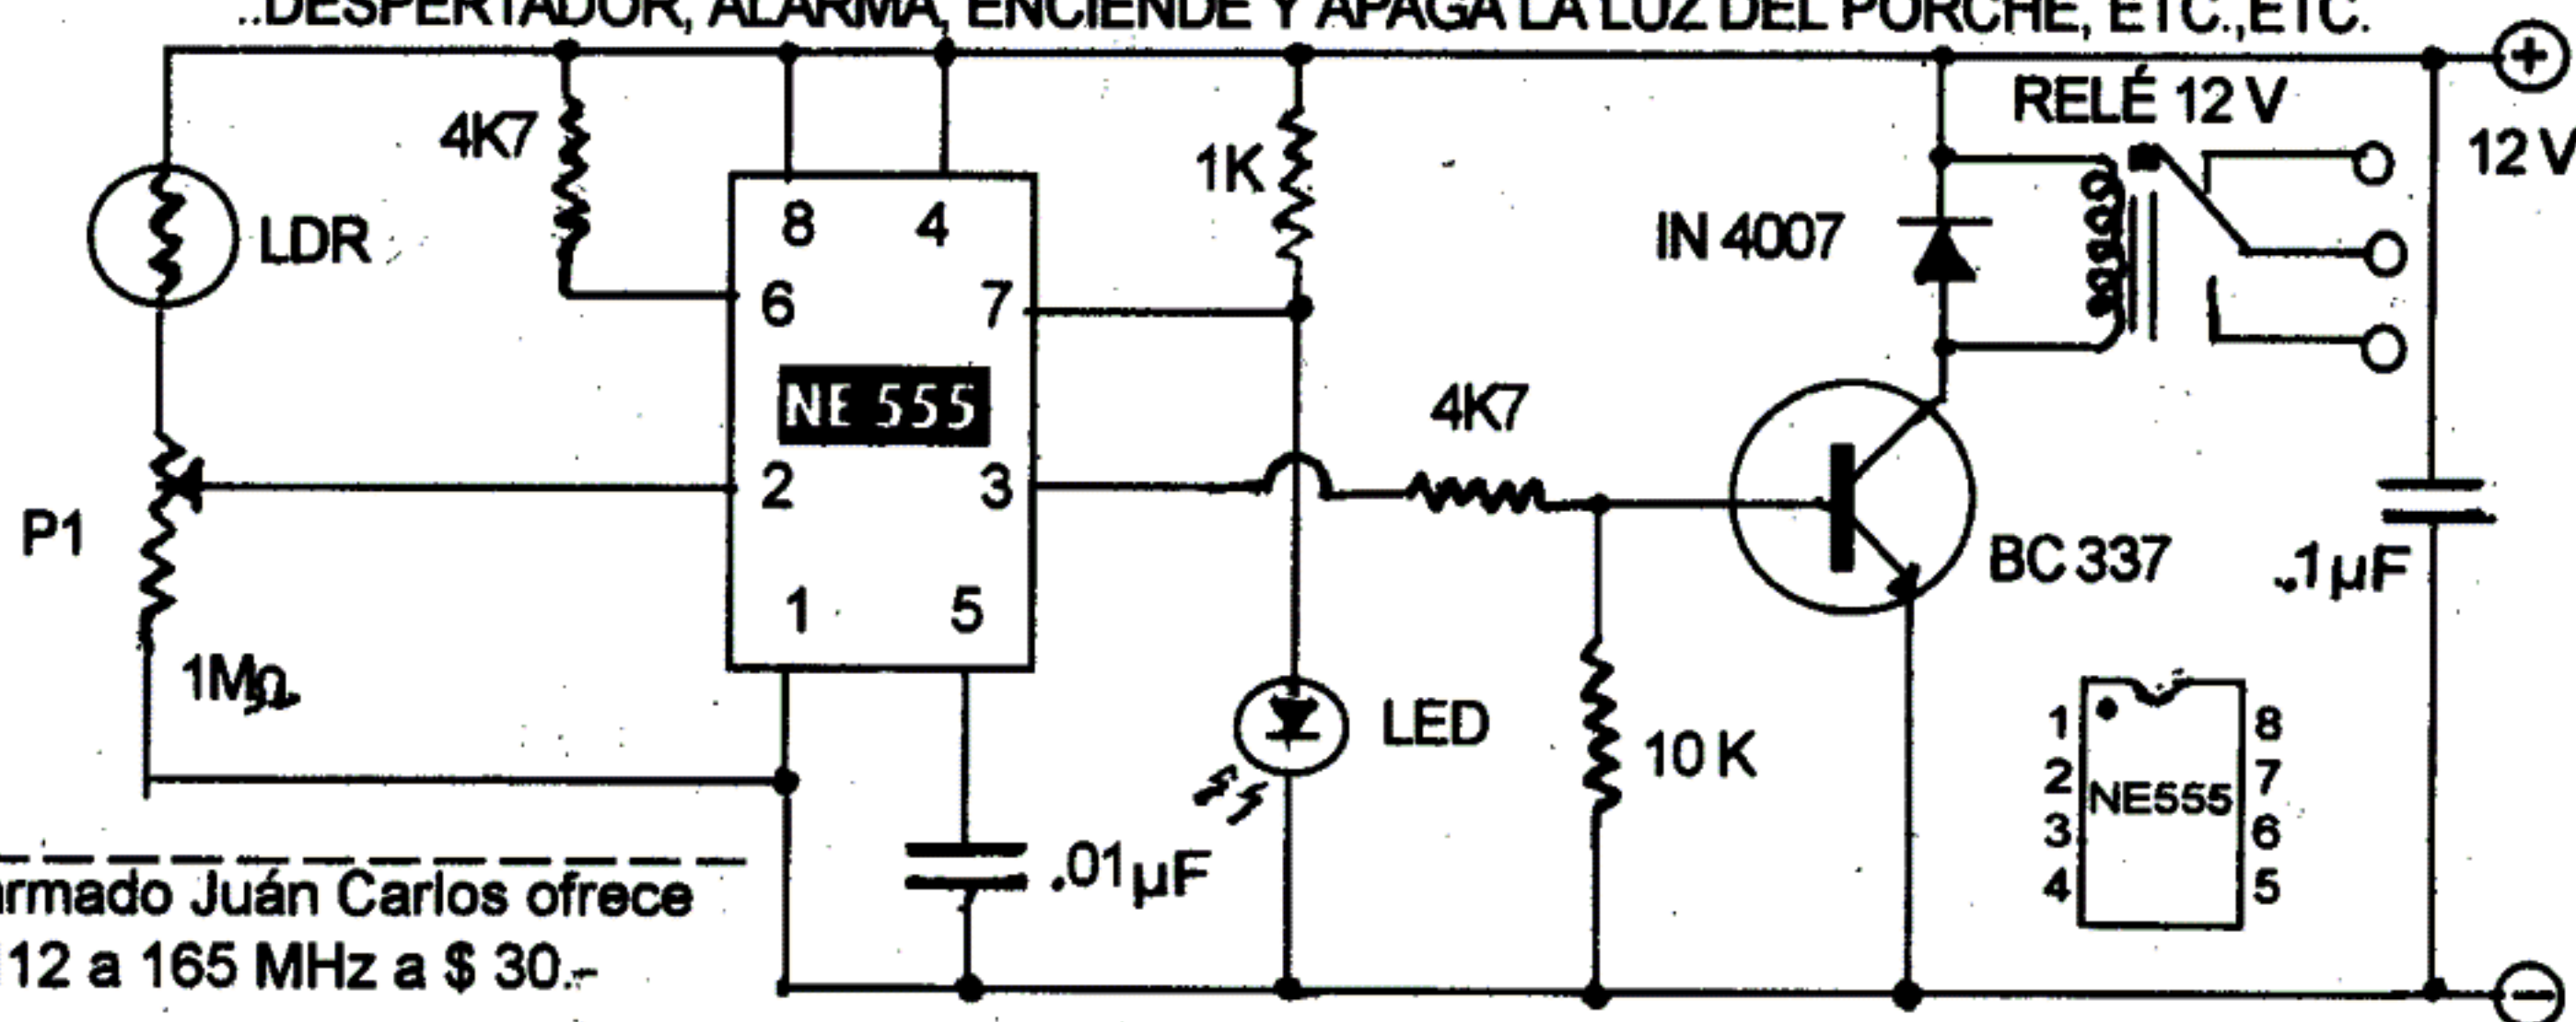 ..DESPERTADOR, ALARMA, ENCIENDE Y APAGA LA LUZ DEL PORCHE, ETC.,ETC.
+
RELÉ 12 V
12 V
4K7
1K
LDR
8 4
IN 4007
6 7
NE 555
4K7
2 3
P1
BC 337
.1µF
1 5
1MΩ
LED
10 K
1 8
2 7
NE555
3 6
4 5
.01µF
armado Juán Carlos ofrece
112 a 165 MHz a $ 30.-
−